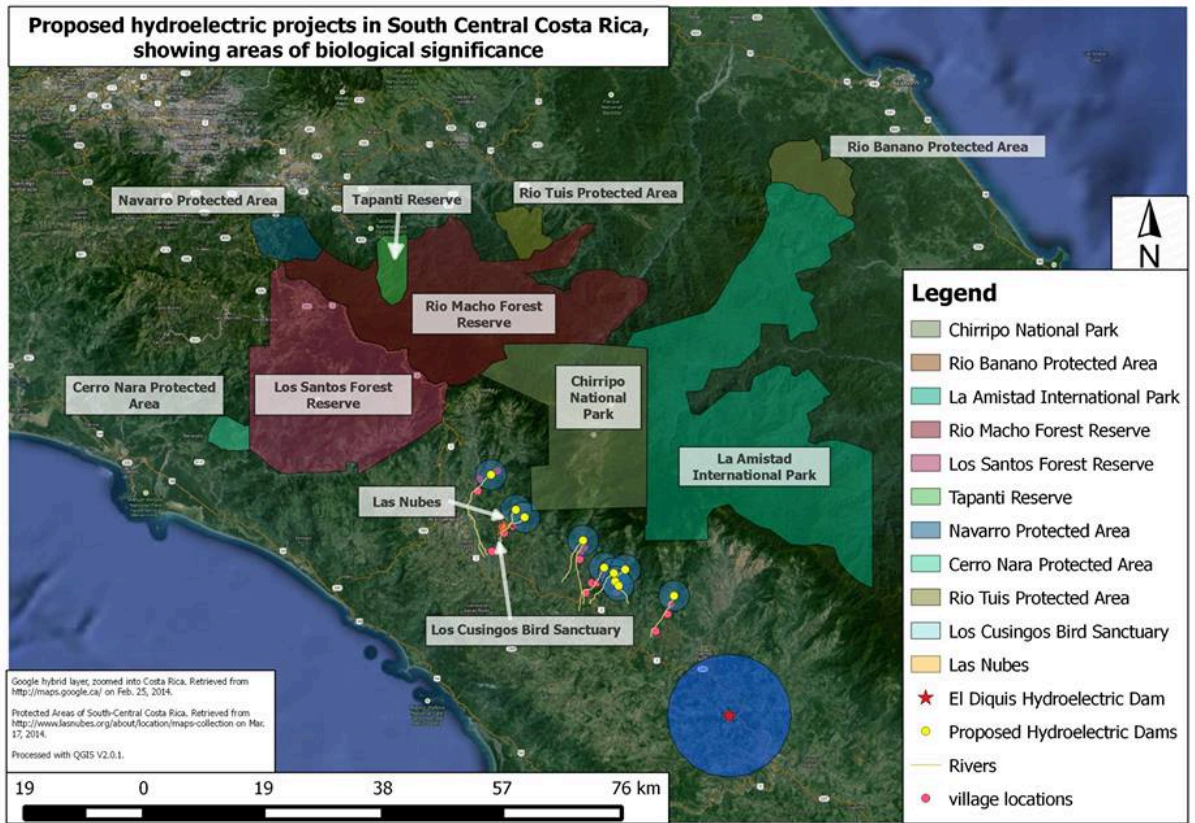 Proposed hydroelectric projects in South Central Costa Rica,
showing areas of biological significance
Rio Banano Protected Area
Navarro Protected Area
Tapanti Reserve
Rio Tuis Protected Area
N
Rio Macho Forest
Reserve
Cerro Nara Protected
Area
Los Santos Forest
Reserve
Chirripo
National
Park
La Amistad
International Park
Las Nubes
Los Cusingos Bird Sanctuary
Legend
Chirripo National Park
Rio Banano Protected Area
La Amistad International Park
Rio Macho Forest Reserve
Los Santos Forest Reserve
Tapanti Reserve
Navarro Protected Area
Cerro Nara Protected Area
Rio Tuis Protected Area
Los Cusingos Bird Sanctuary
Las Nubes
El Diquis Hydroelectric Dam
Proposed Hydroelectric Dams
Rivers
village locations
Google hybrid layer, zoomed into Costa Rica. Retrieved from
http://maps.google.ca/ on Feb. 25, 2014.
Protected Areas of South-Central Costa Rica. Retrieved from
http://www.lasnubes.org/about/location/maps-collection on Mar.
17, 2014.
Processed with QGIS V2.0.1.
19 0 19 38 57 76 km